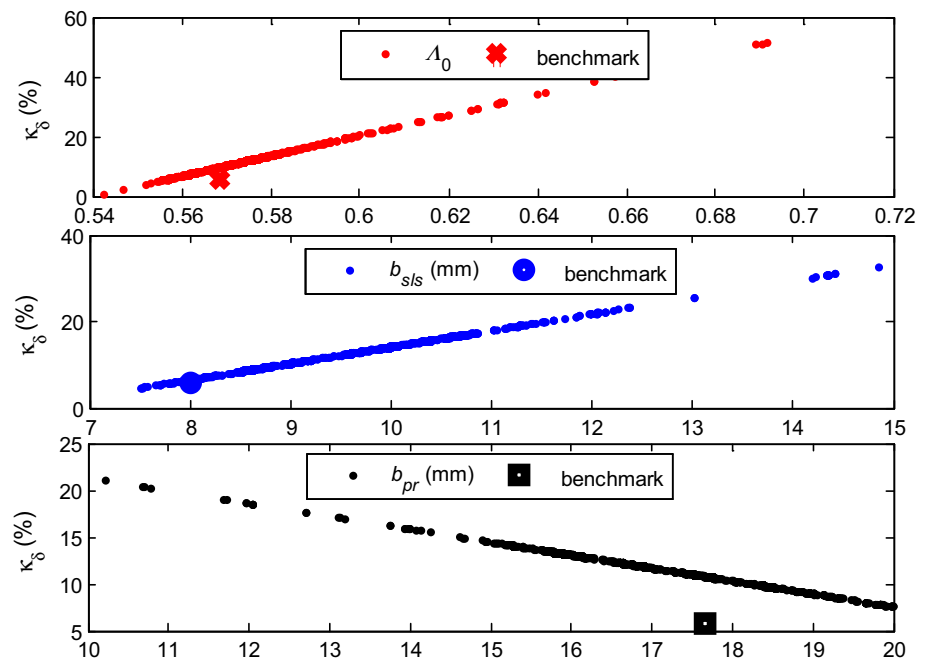 60
40
20
0
κδ (%)
Λ0 benchmark
0.54 0.56 0.58 0.6 0.62 0.64 0.66 0.68 0.7 0.72
40
20
0
κδ (%)
bsls (mm) benchmark
7 8 9 10 11 12 13 14 15
25
20
15
10
5
κδ (%)
bpr (mm) benchmark
10 11 12 13 14 15 16 17 18 19 20